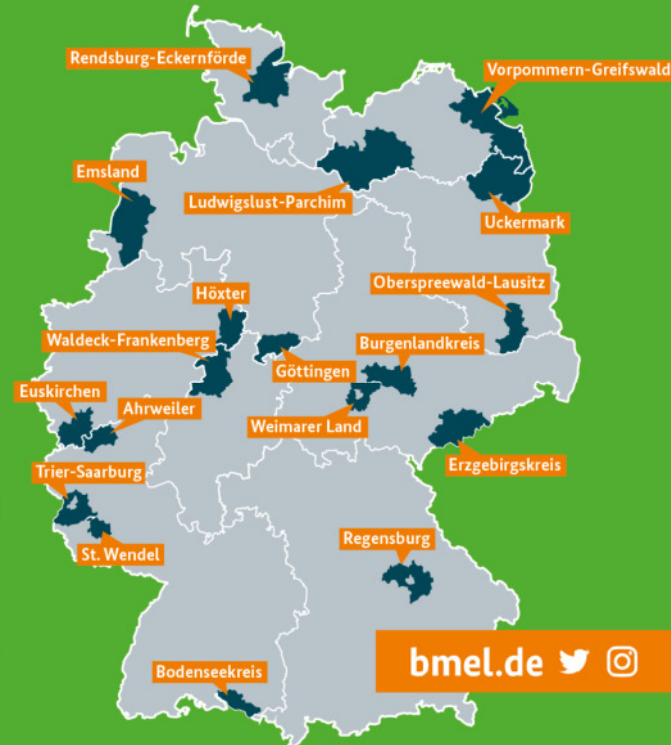 Rendsburg-Eckernförde
Vorpommern-Greifswald
Emsland
Ludwigslust-Parchim
Uckermark
Oberspreewald-Lausitz
Höxter
Waldeck-Frankenberg
Burgenlandkreis
Göttingen
Euskirchen
Ahrweiler
Weimarer Land
Erzgebirgskreis
Trier-Saarburg
St. Wendel
Regensburg
bmel.de
Bodenseekreis